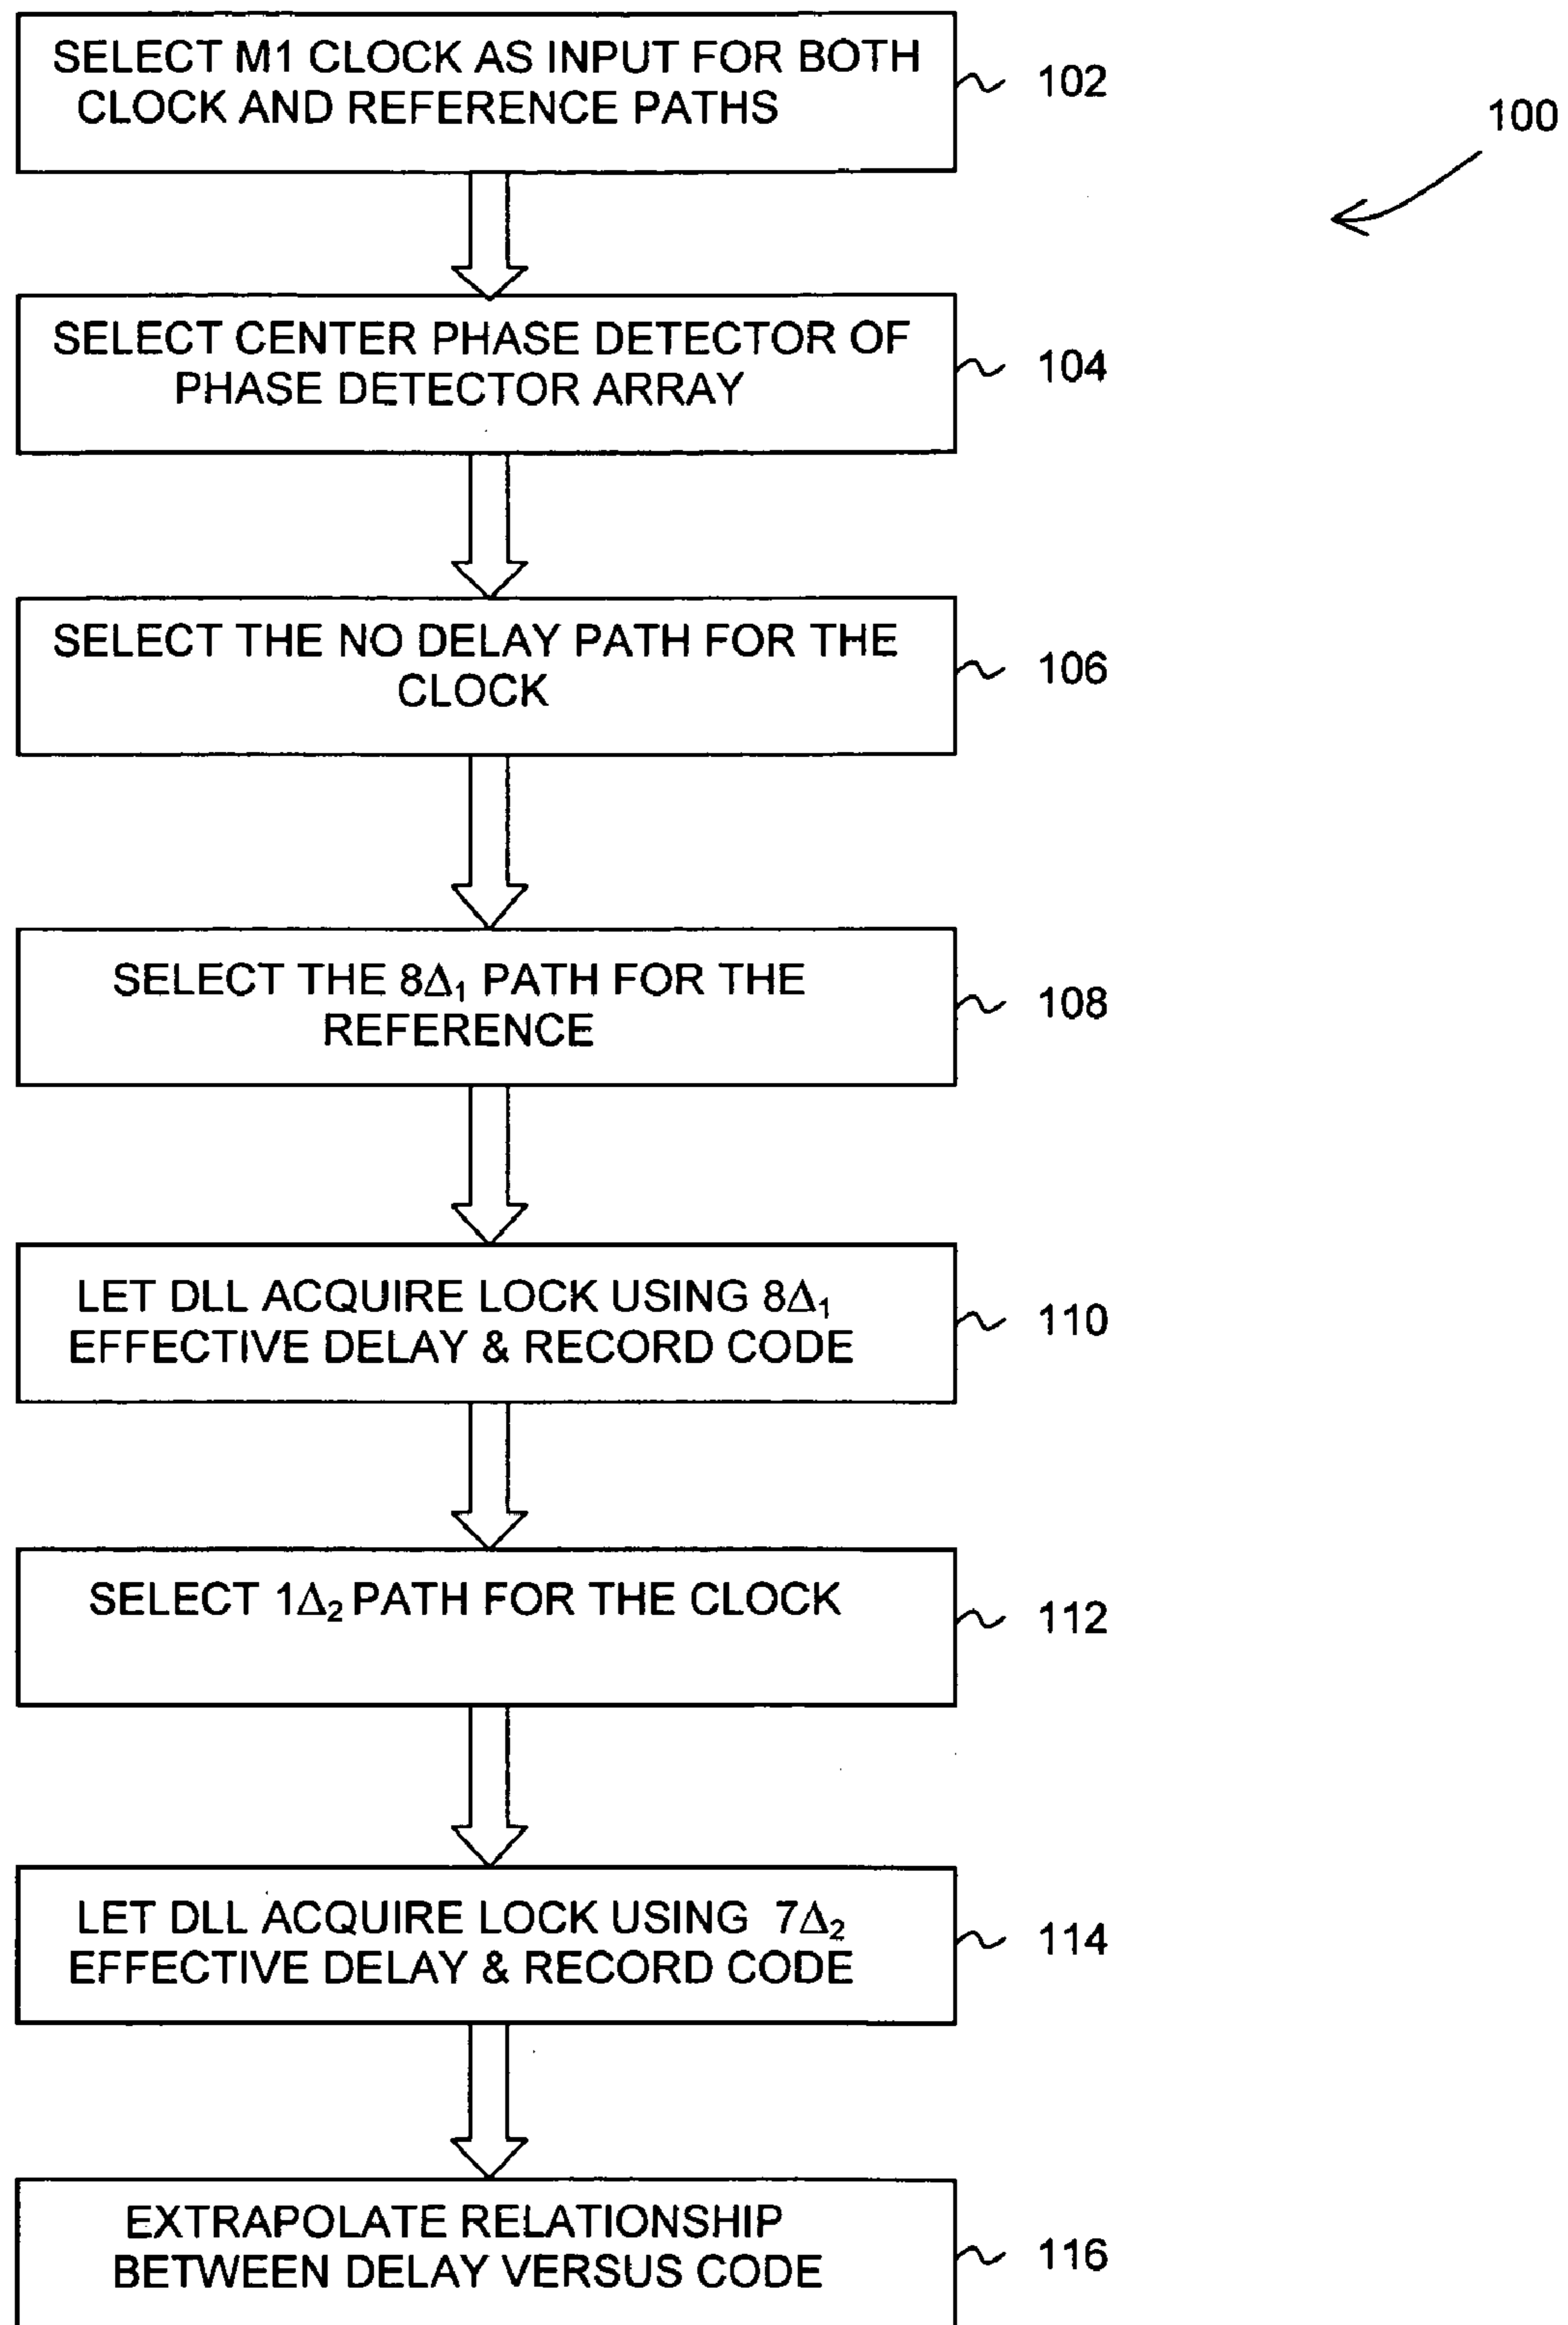 SELECT M1 CLOCK AS INPUT FOR BOTH
CLOCK AND REFERENCE PATHS
102
100
SELECT CENTER PHASE DETECTOR OF
PHASE DETECTOR ARRAY
104
SELECT THE NO DELAY PATH FOR THE
CLOCK
106
SELECT THE 8Δ₁ PATH FOR THE
REFERENCE
108
LET DLL ACQUIRE LOCK USING 8Δ₁
EFFECTIVE DELAY & RECORD CODE
110
SELECT 1Δ₂ PATH FOR THE CLOCK
112
LET DLL ACQUIRE LOCK USING 7Δ₂
EFFECTIVE DELAY & RECORD CODE
114
EXTRAPOLATE RELATIONSHIP
BETWEEN DELAY VERSUS CODE
116